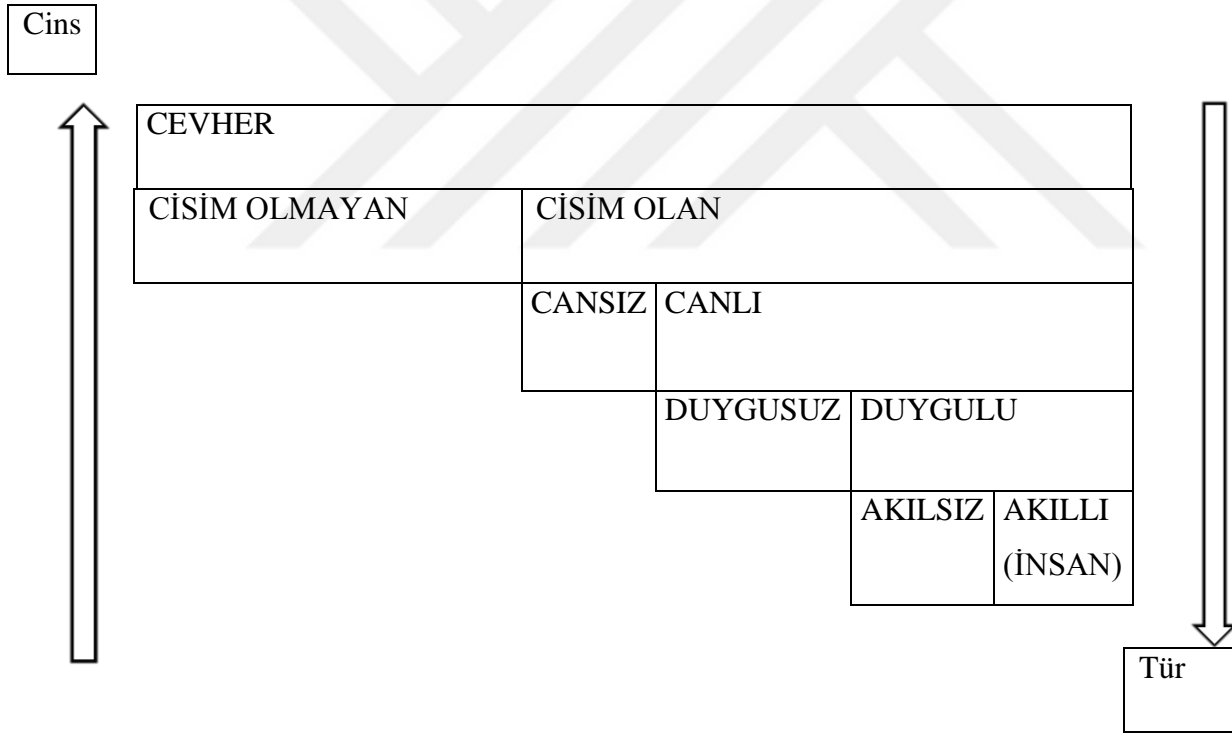 Cins
CEVHER
CİSİM OLMAYAN
CİSİM OLAN
CANSIZ
CANLI
DUYGUSUZ
DUYGULU
AKILSIZ
AKILLI
(İNSAN)
Tür